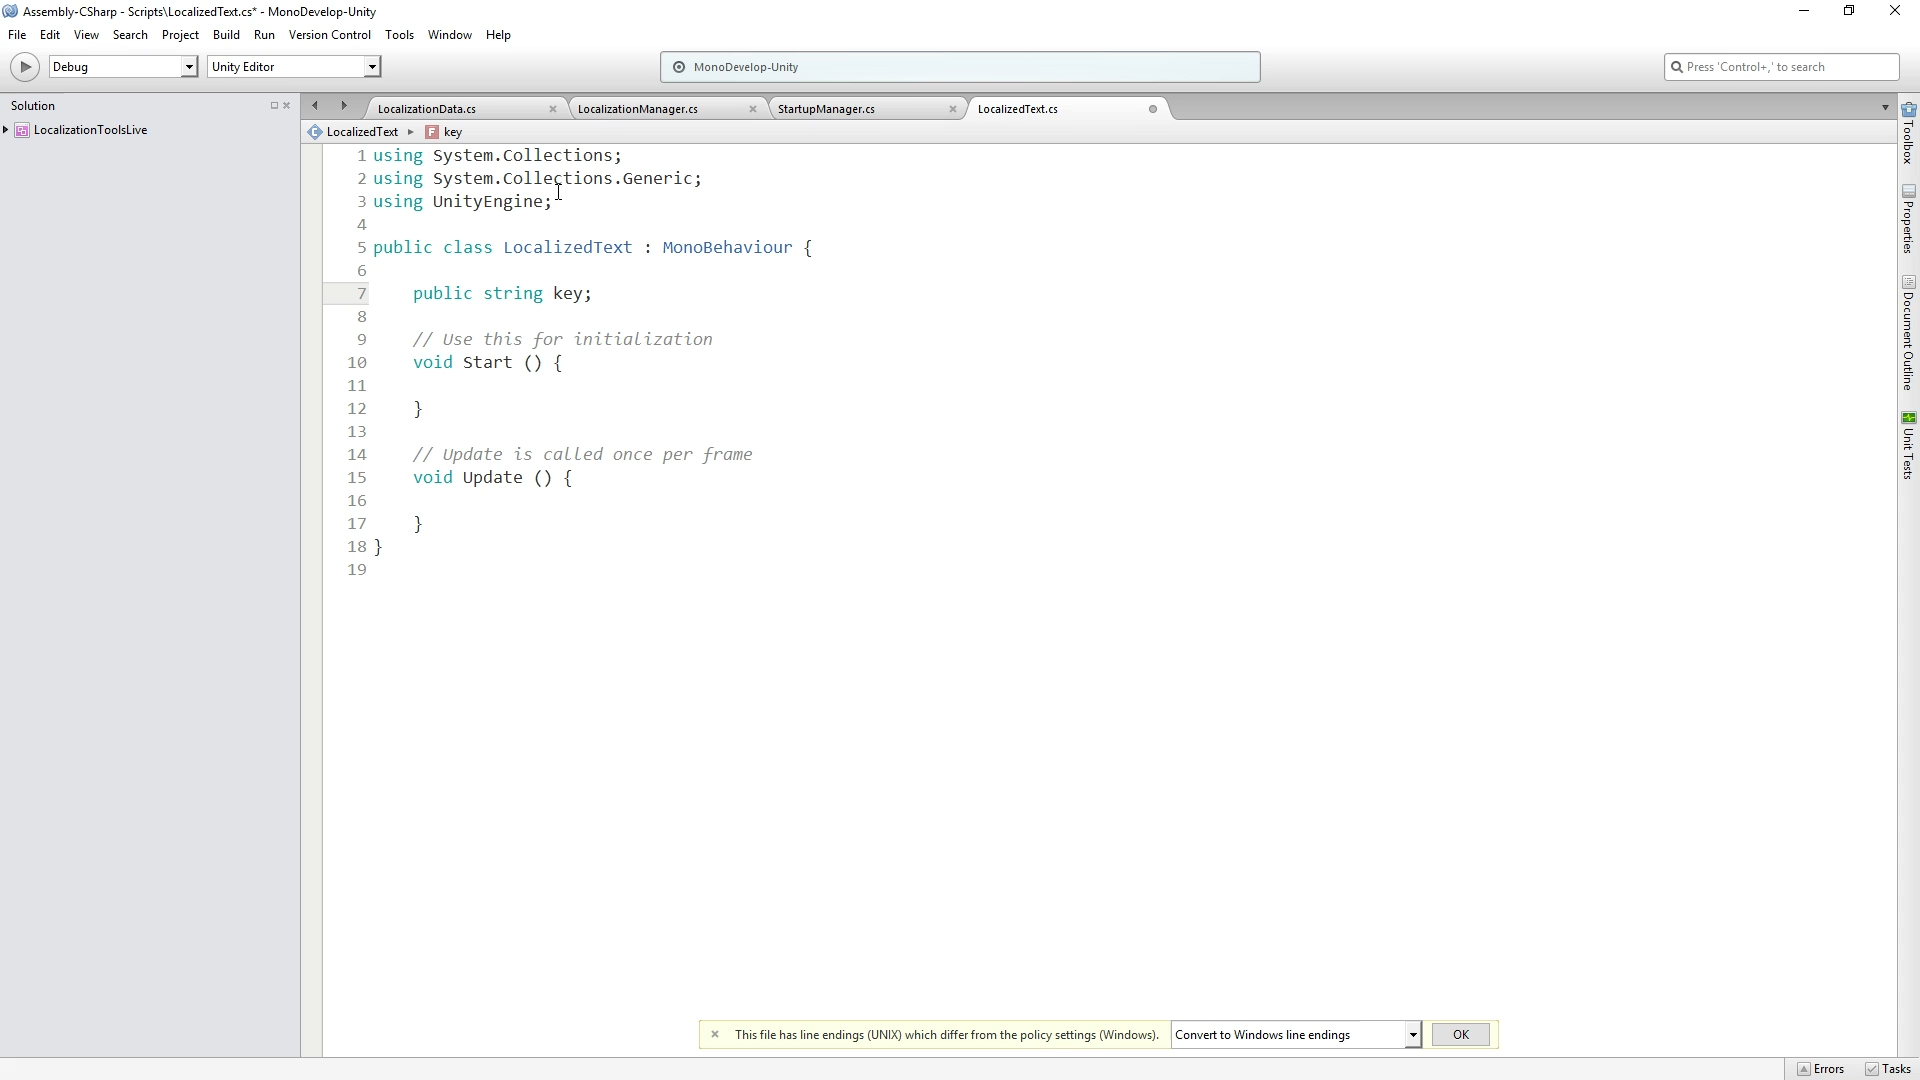 Assembly-CSharp - Scripts\LocalizedText.cs* - MonoDevelop-Unity
File Edit View Search Project Build Run Version Control Tools Window Help
Debug Unity Editor MonoDevelop-Unity Press 'Control+,' to search
Solution
LocalizationToolsLive
LocalizationData.cs LocalizationManager.cs StartupManager.cs LocalizedText.cs
LocalizedText key
1 using System.Collections;
2 using System.Collections.Generic;
3 using UnityEngine;
4
5 public class LocalizedText : MonoBehaviour {
6
7 public string key;
8
9 // Use this for initialization
10 void Start () {
11
12 }
13
14 // Update is called once per frame
15 void Update () {
16
17 }
18 }
19
Toolbox
Properties
Document Outline
Unit Tests
This file has line endings (UNIX) which differ from the policy settings (Windows). Convert to Windows line endings OK
Errors Tasks